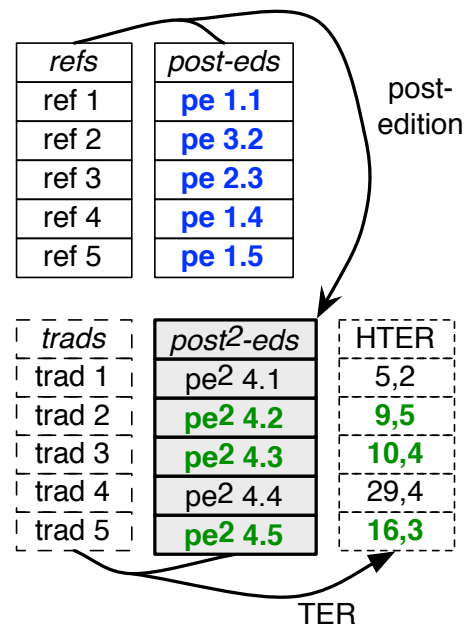 refs post-eds
ref 1 pe 1.1
ref 2 pe 3.2
ref 3 pe 2.3
ref 4 pe 1.4
ref 5 pe 1.5
post-
edition
trads post²-eds HTER
trad 1 pe² 4.1 5,2
trad 2 pe² 4.2 9,5
trad 3 pe² 4.3 10,4
trad 4 pe² 4.4 29,4
trad 5 pe² 4.5 16,3
TER